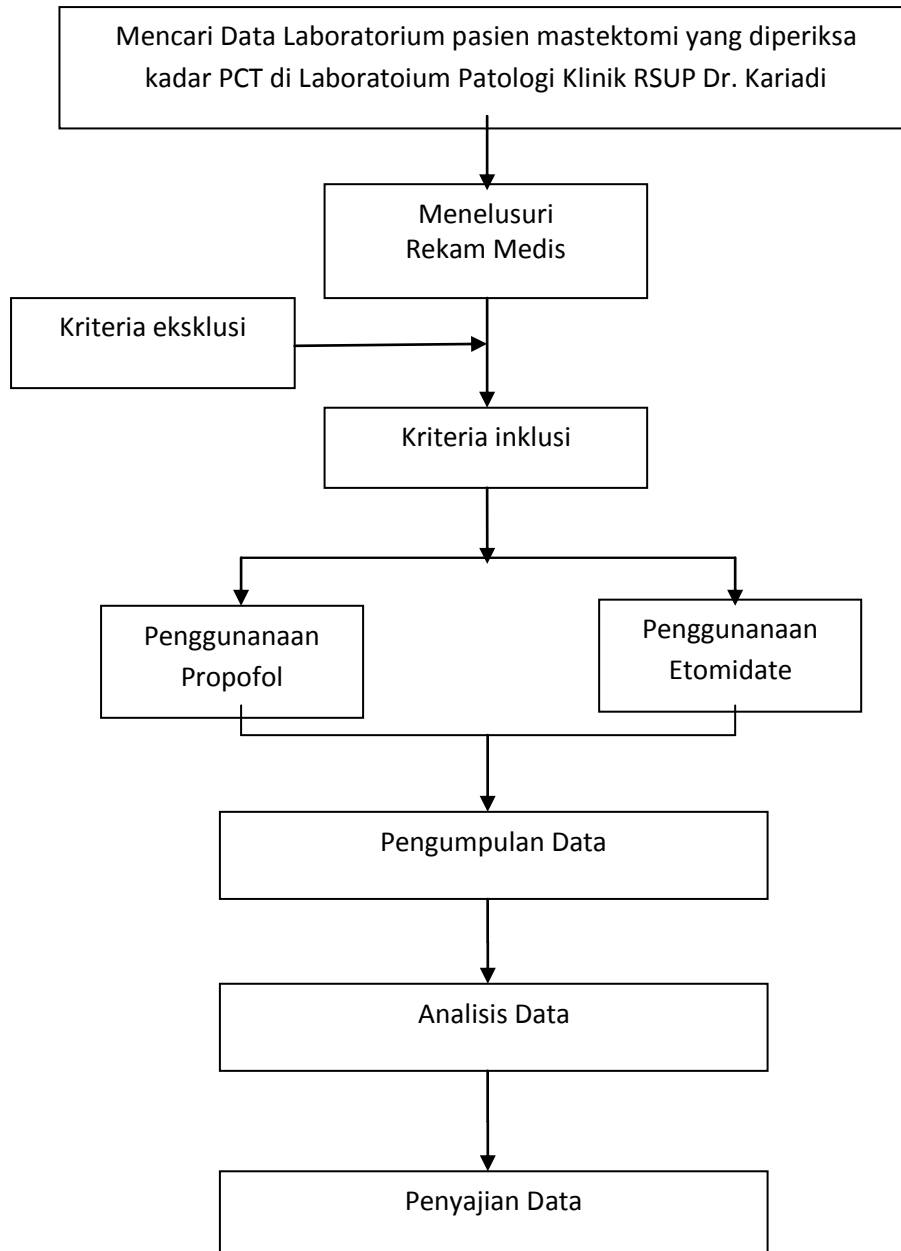 Mencari Data Laboratorium pasien mastektomi yang diperiksa
kadar PCT di Laboratoium Patologi Klinik RSUP Dr. Kariadi
Menelusuri
Rekam Medis
Kriteria eksklusi
Kriteria inklusi
Penggunanaan
Propofol
Penggunanaan
Etomidate
Pengumpulan Data
Analisis Data
Penyajian Data